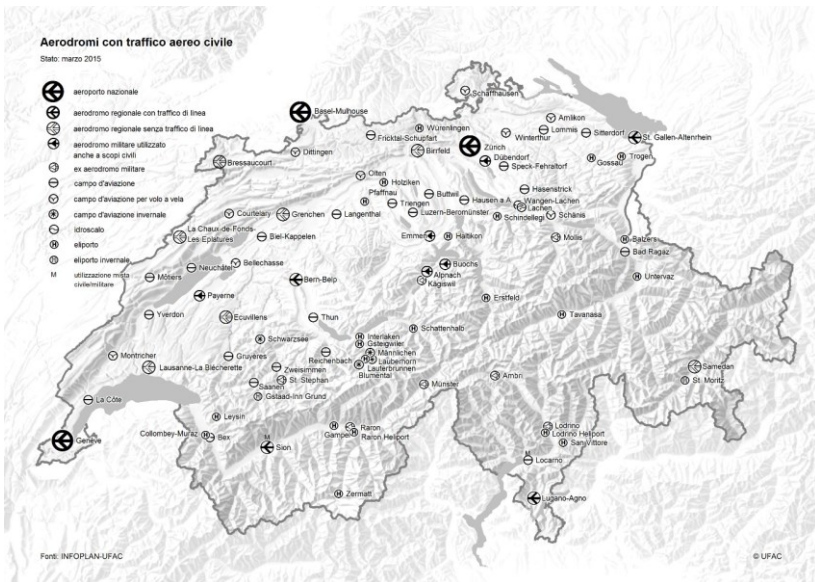 Aerodromi con traffico aereo civile
Stato: marzo 2015
aeroporto nazionale
aerodromo regionale con traffico di linea
aerodromo regionale senza traffico di linea
aerodromo militare utilizzato
anche a scopi civili
ex aerodromo militare
campo d'aviazione
campo d'aviazione per volo a vela
campo d'aviazione invernale
idroscalo
eliporto
eliporto invernale
M utilizzazione mista
civile/militare
Schaffhausen
Basel-Mulhouse
Würenlingen
Amlikon
Fricktal-Schupfart
Winterthur
Lommis
Sitterdorf
St. Gallen-Altenrhein
Zürich
Dittingen
Birrfeld
Bressaucourt
Dübendorf
Speck-Fehraltorf
Gossau
Trogen
Olten
Holziken
Hasenstrick
Pfaffnau
Buttwil
Hausen a A.
Wangen-Lachen
Lachen
Triengen
Courtelary
Grenchen
Langenthal
Luzern-Beromünster
Schindellegi
Schänis
La Chaux-de-Fonds-
Les Eplatures
Biel-Kappelen
Emmen
Haltikon
Mollis
Balzers
Bad Ragaz
Neuchâtel
Bellechasse
Buochs
Alpnach
Kägiswil
Môtiers
Bern-Belp
Untervaz
Payerne
Erstfeld
Yverdon
Ecuvillens
Thun
Tavanasa
Schattenhalb
Schwarzsee
Interlaken
Gsteigwiler
Männlichen
Lauberhorn
Lauterbrunnen
Blumental
Montricher
Gruyères
Reichenbach
Lausanne-La Blécherette
Zweisimmen
Samedan
St. Moritz
St. Stephan
Saanen
Münster
Ambri
Gstaad-Inn Grund
La Côte
Leysin
Collombey-Muraz
Bex
Raron
Gampel
Raron Heliport
Lodrino
Lodrino Heliport
San Vittore
Genève
M
Sion
M
Locarno
Zermatt
Lugano-Agno
Fonti: INFOPLAN-UFAC
© UFAC